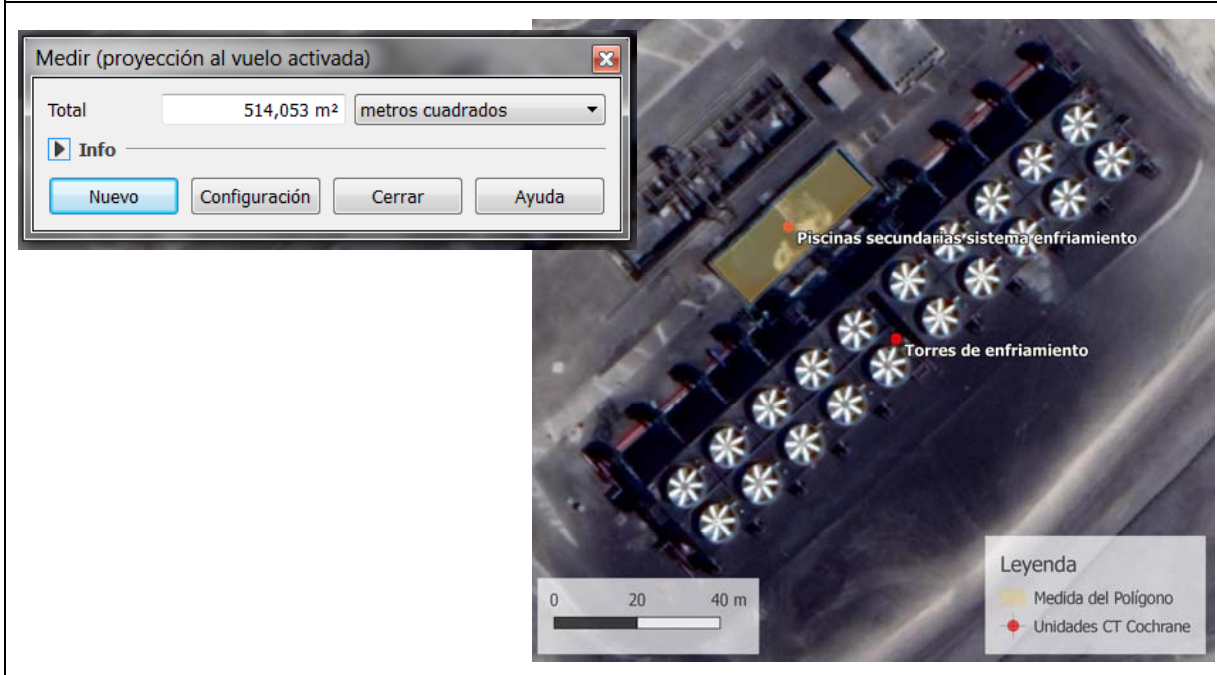 Medir (proyección al vuelo activada)
Total 514,053 m² metros cuadrados
Info
Nuevo Configuración Cerrar Ayuda
Piscinas secundarias sistema enfriamiento
Torres de enfriamiento
Leyenda
Medida del Polígono
Unidades CT Cochrane
0 20 40 m